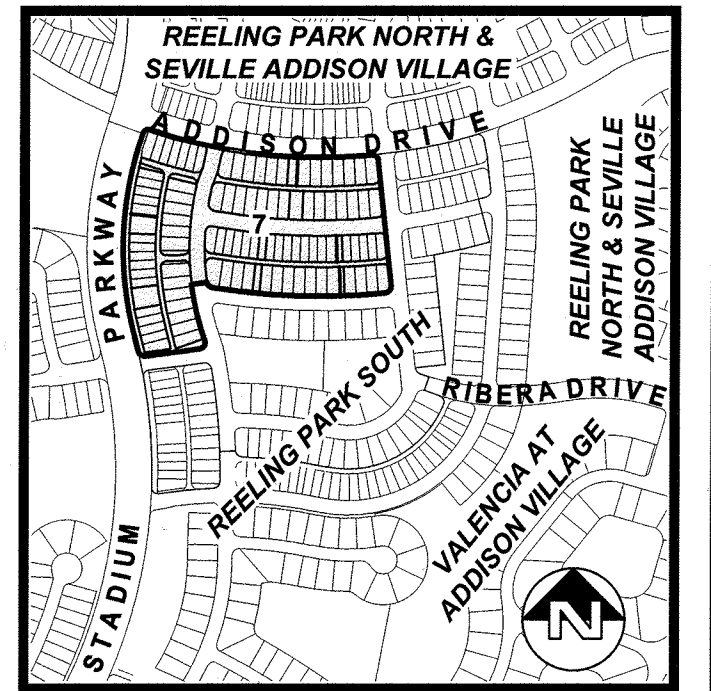 REELING PARK NORTH &
SEVILLE ADDISON VILLAGE
ADDISON DRIVE
REELING PARK
NORTH & SEVILLE
ADDISON VILLAGE
7
STADIUM PARKWAY
REELING PARK SOUTH
RIBERA DRIVE
VALENCIA AT
ADDISON VILLAGE
N